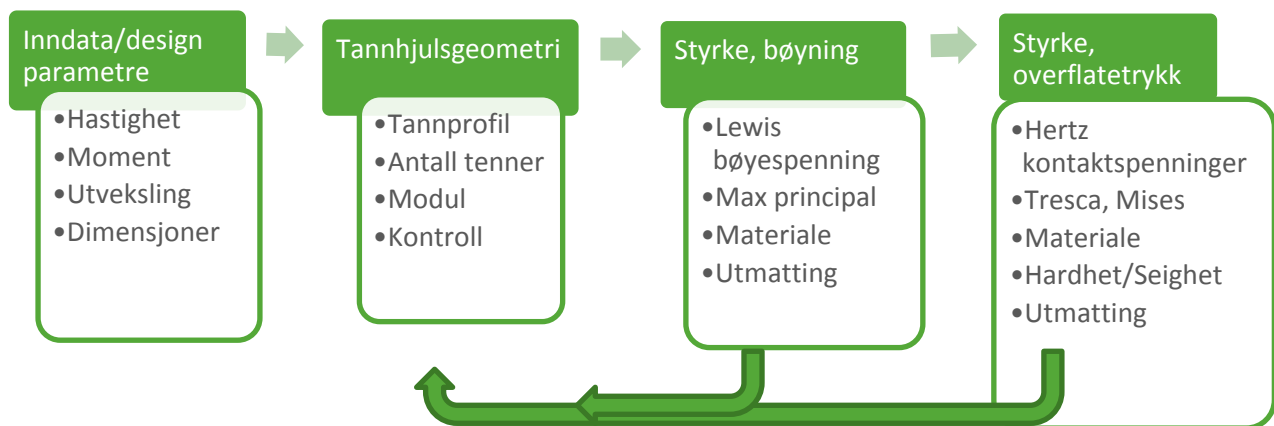 Inndata/design
parametre
•Hastighet
•Moment
•Utveksling
•Dimensjoner
Tannhjulsgeometri
•Tannprofil
•Antall tenner
•Modul
•Kontroll
Styrke, bøyning
•Lewis
bøyespenning
•Max principal
•Materiale
•Utmatting
Styrke,
overflatetrykk
•Hertz
kontaktspenninger
•Tresca, Mises
•Materiale
•Hardhet/Seighet
•Utmatting